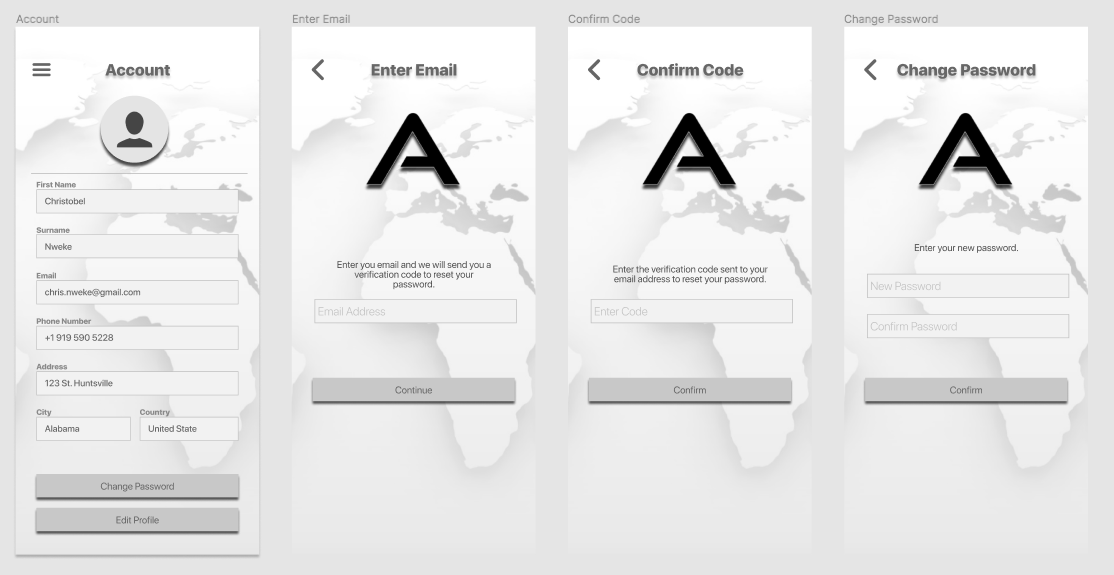 Account
Account
First Name
Christobel
Surname
Nweke
Email
chris.nweke@gmail.com
Phone Number
+1 919 590 5228
Address
123 St. Huntsville
City
Country
Alabama
United State
Change Password
Edit Profile
Enter Email
Enter Email
Enter you email and we will send you a
verification code to reset your
password.
Email Address
Continue
Confirm Code
Confirm Code
Enter the verification code sent to your
email address to reset your password.
Enter Code
Confirm
Change Password
Change Password
Enter your new password.
New Password
Confirm Password
Confirm